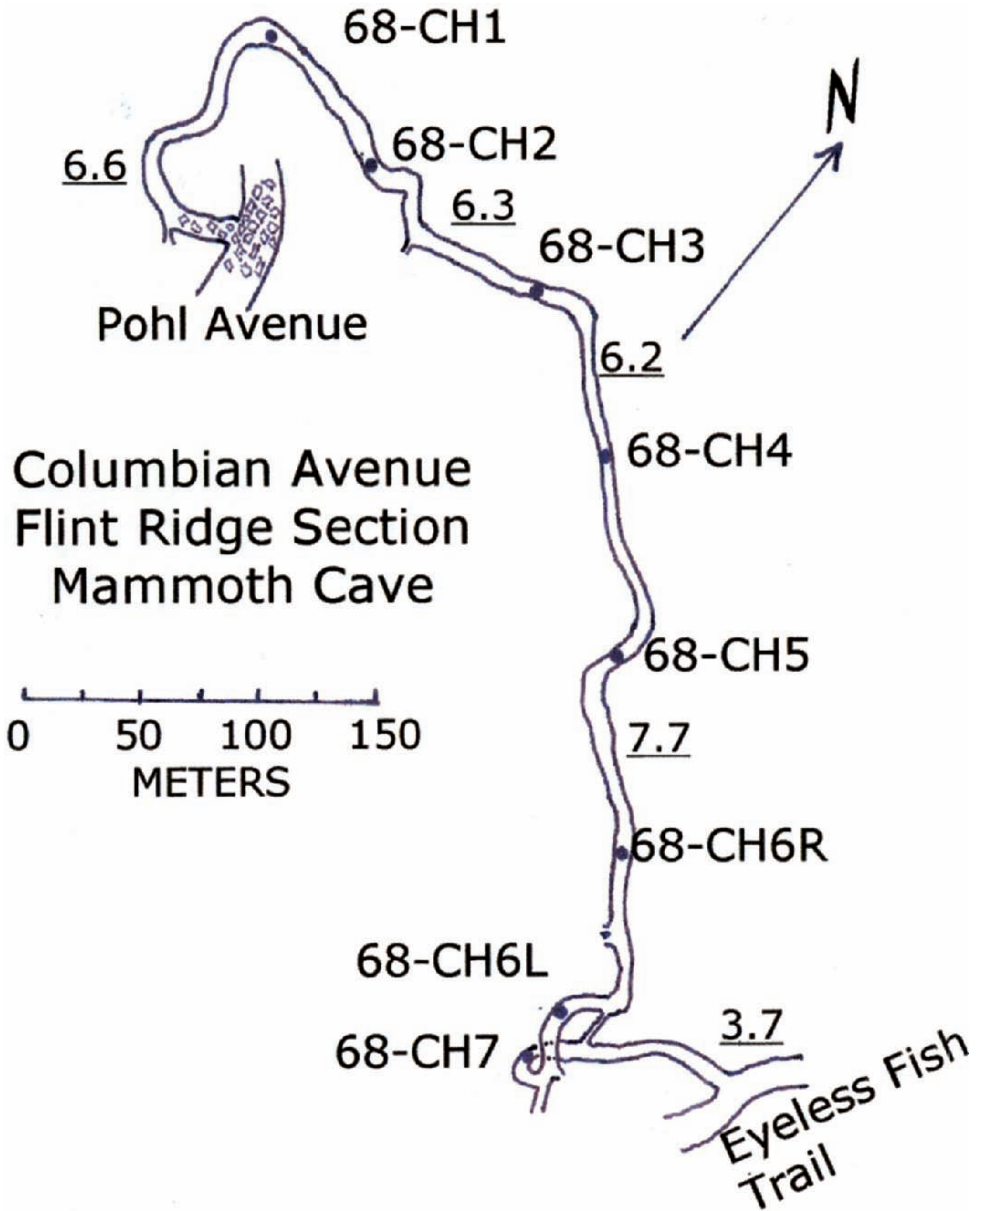 68-CH1
N
68-CH2
6.6
6.3
68-CH3
Pohl Avenue
6.2
68-CH4
Columbian Avenue
Flint Ridge Section
Mammoth Cave
68-CH5
0 50 100 150
METERS
7.7
68-CH6R
68-CH6L
3.7
68-CH7
Eyeless Fish
Trail